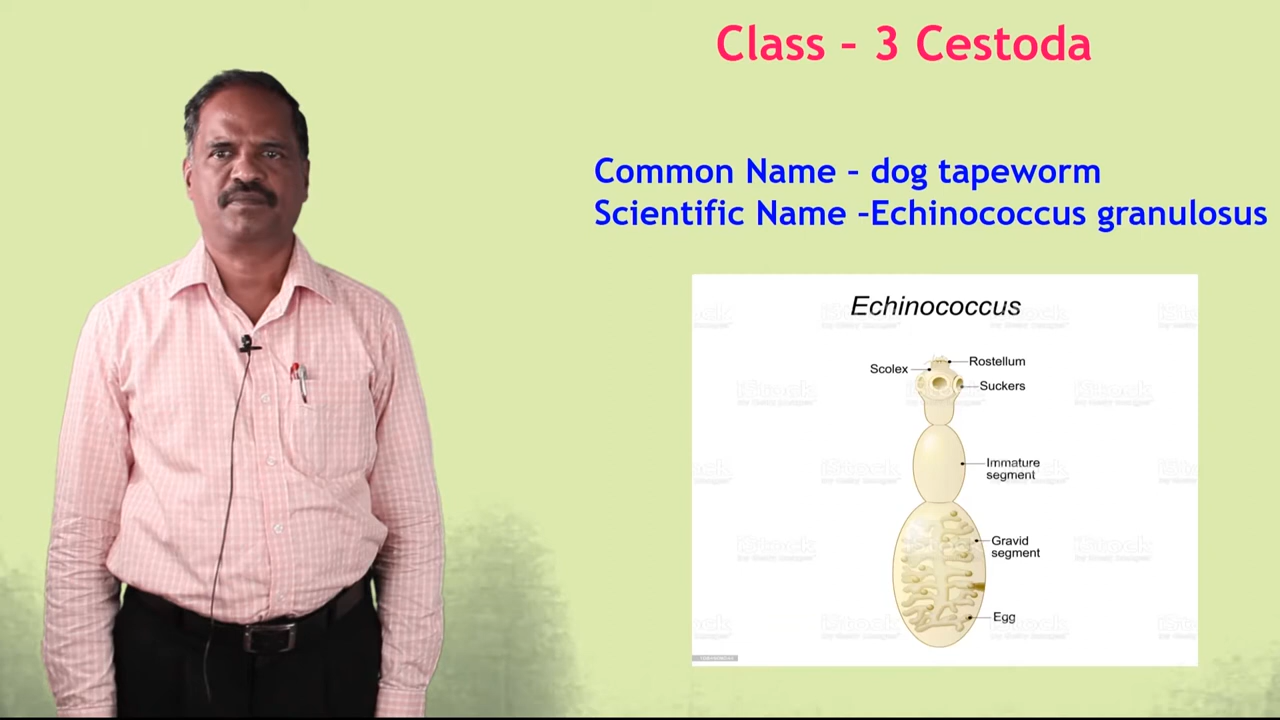 Class – 3 Cestoda
Common Name – dog tapeworm
Scientific Name –Echinococcus granulosus
Echinococcus
Rostellum
Scolex
Suckers
Immature
segment
Gravid
segment
Egg
iStock